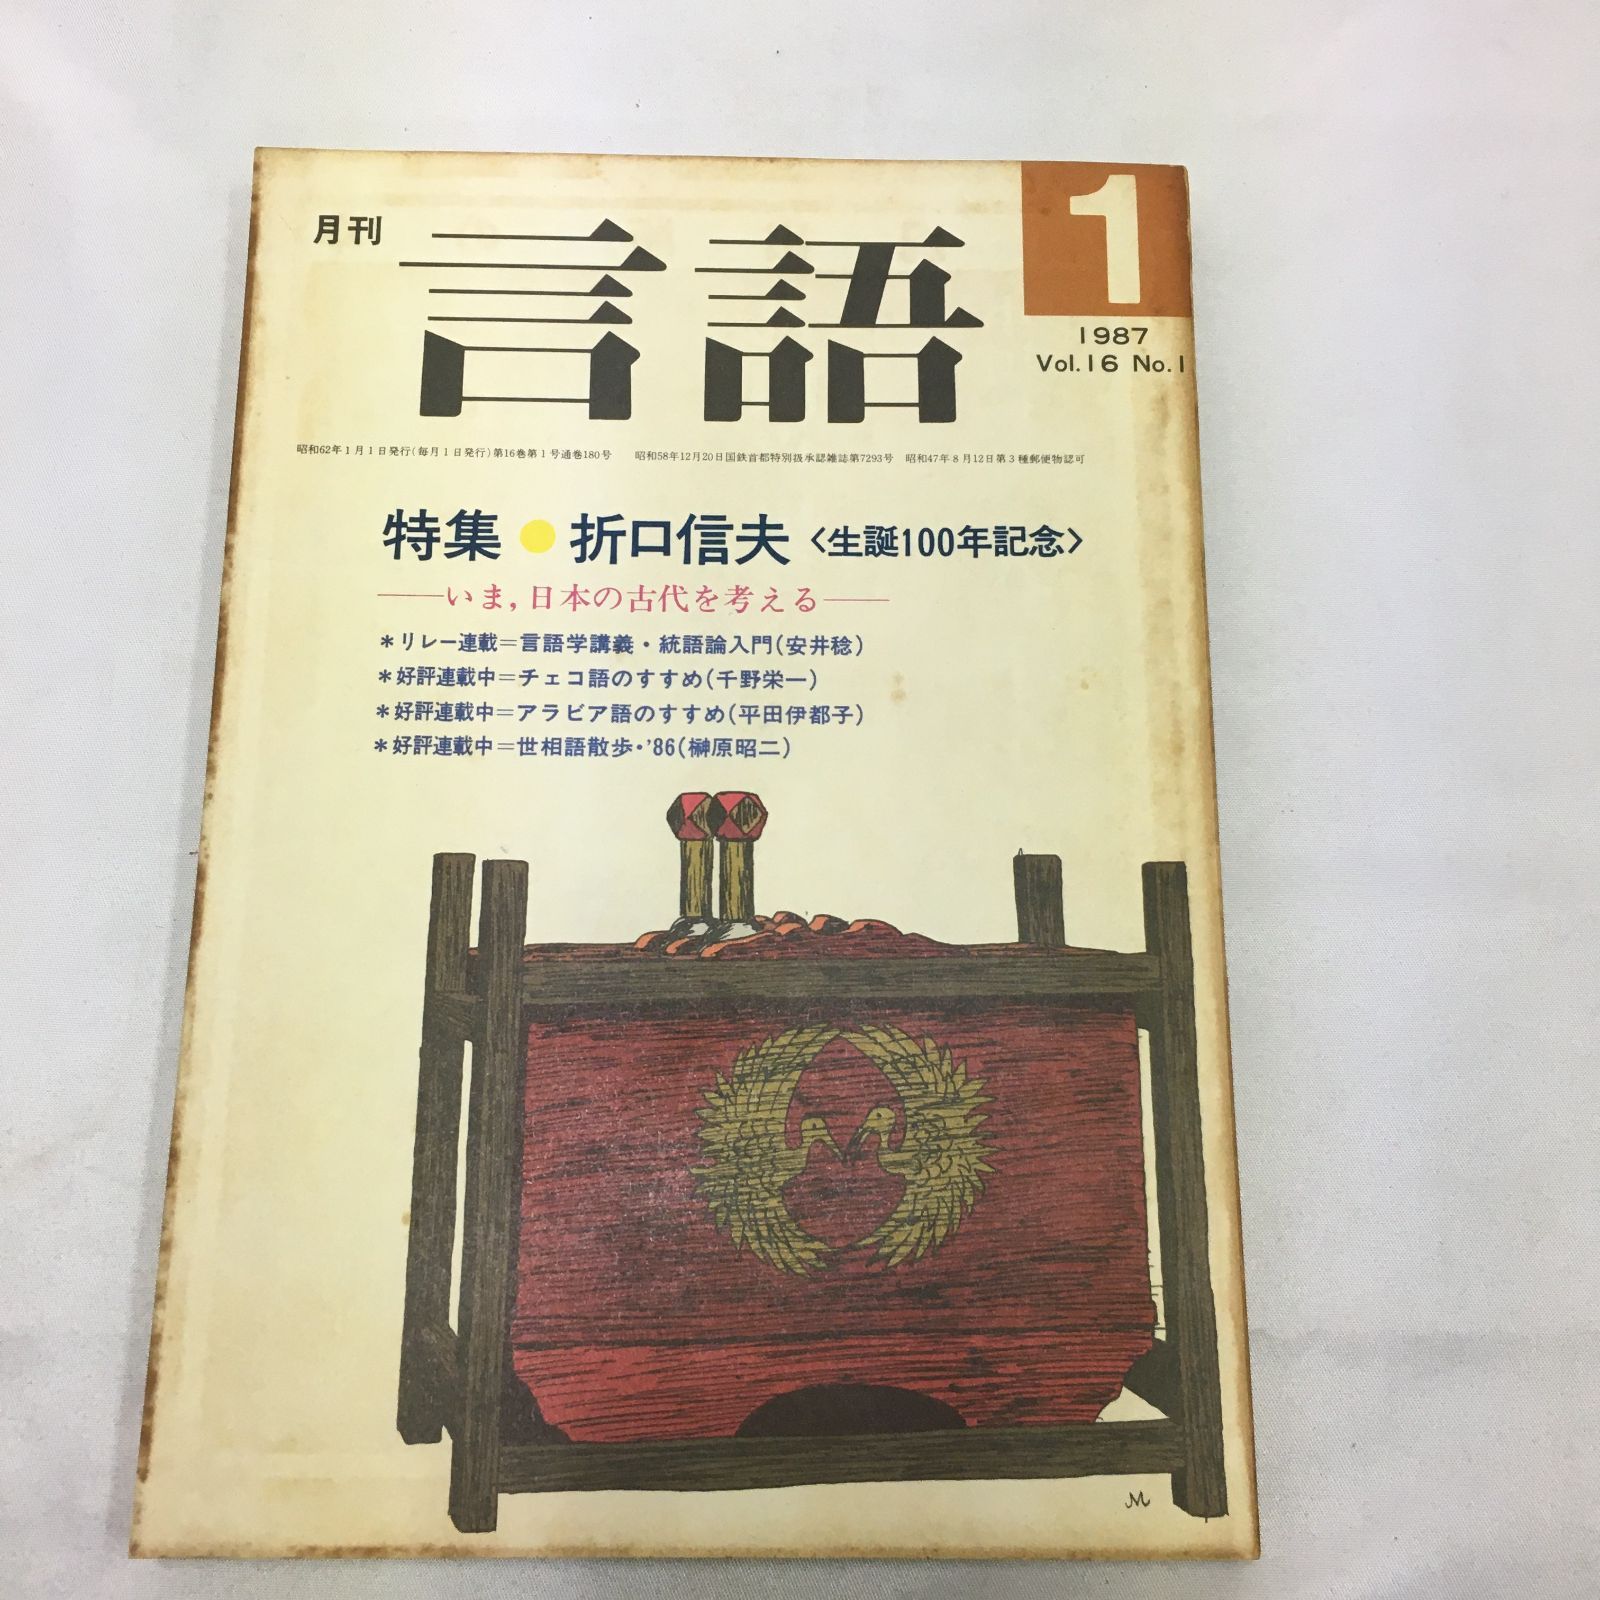 月刊
言語
1
1987
Vol.16 No.1
昭和62年1月1日発行(毎月1日発行)第16巻第1号通巻180号 昭和58年12月20日国鉄首都特別扱承認雑誌第7293号 昭和47年8月12日第3種郵便物認可
特集●折口信夫〈生誕100年記念〉
──いま,日本の古代を考える──
＊リレー連載＝言語学講義・統語論入門(安井稔)
＊好評連載中＝チェコ語のすすめ(千野栄一)
＊好評連載中＝アラビア語のすすめ(平田伊都子)
＊好評連載中＝世相語散歩・'86(榊原昭二)
M